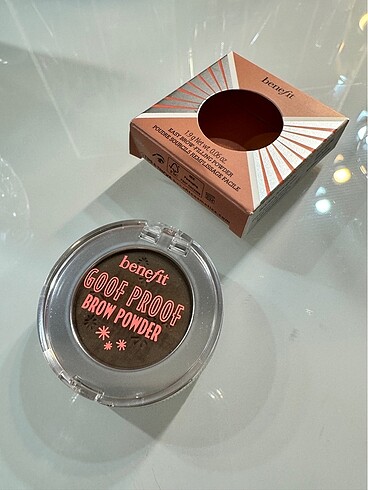 benefit
1.9 g Net wt. 0.06 oz.
EASY BROW-FILLING POWDER
POUDRE SOURCILS REMPLISSAGE FACILE
benefit
GOOF PROOF
BROW POWDER